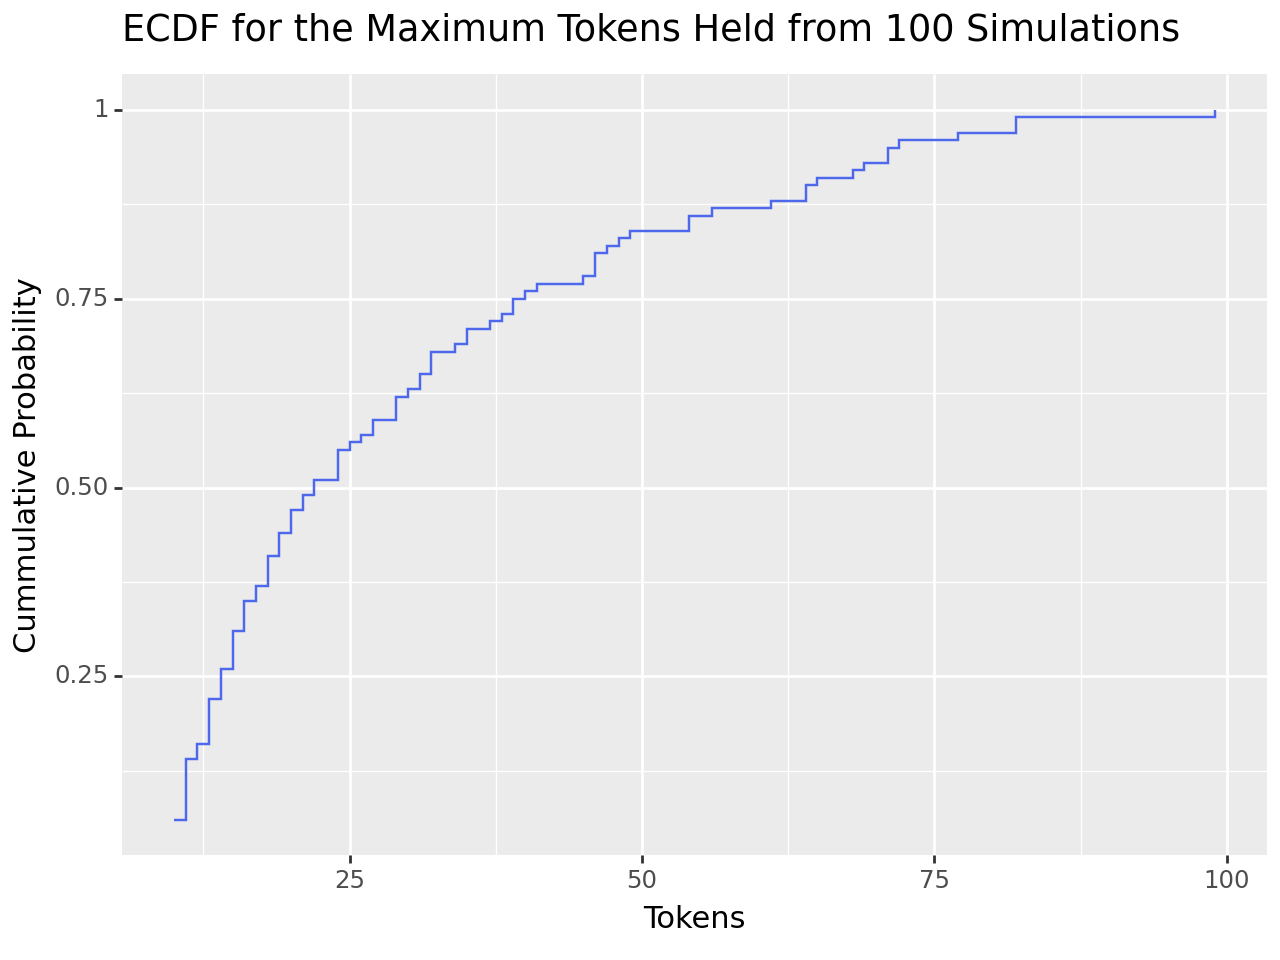 ECDF for the Maximum Tokens Held from 100 Simulations
Cummulative Probability
1
0.75
0.50
0.25
25 50 75 100
Tokens